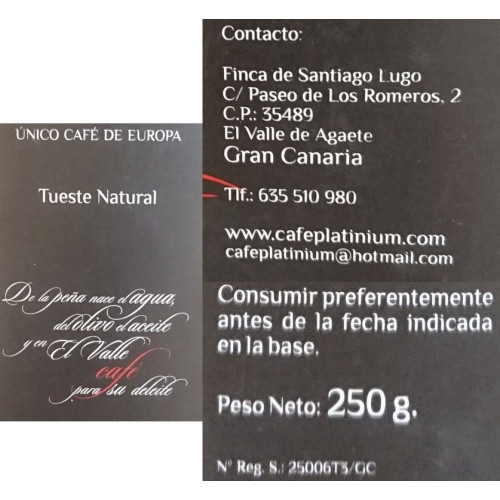 ÚNICO CAFÉ DE EUROPA
Tueste Natural
De la peña nace el agua,
del olivo el aceite
y en El Valle
café
para su deleite
Contacto:
Finca de Santiago Lugo
C/ Paseo de Los Romeros, 2
C.P.: 35489
El Valle de Agaete
Gran Canaria
Tlf.: 635 510 980
www.cafeplatinium.com
cafeplatinium@hotmail.com
Consumir preferentemente
antes de la fecha indicada
en la base.
Peso Neto: 250 g.
Nº Reg. S.: 25006T3/GC